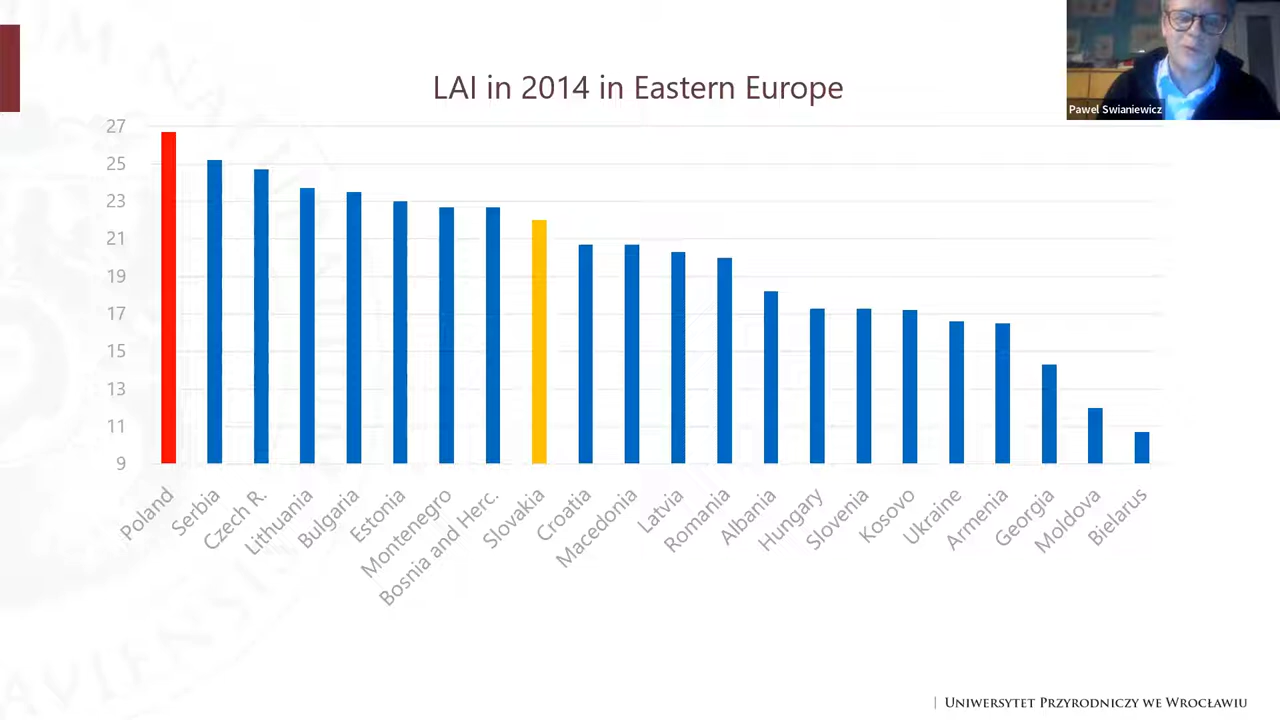 LAI in 2014 in Eastern Europe
Pawel Swianiewicz
27
25
23
21
19
17
15
13
11
9
Poland
Serbia
Czech R.
Lithuania
Bulgaria
Estonia
Montenegro
Bosnia and Herc.
Slovakia
Croatia
Macedonia
Latvia
Romania
Albania
Hungary
Slovenia
Kosovo
Ukraine
Armenia
Georgia
Moldova
Bielarus
UNIWERSYTET PRZYRODNICZY WE WROCŁAWIU